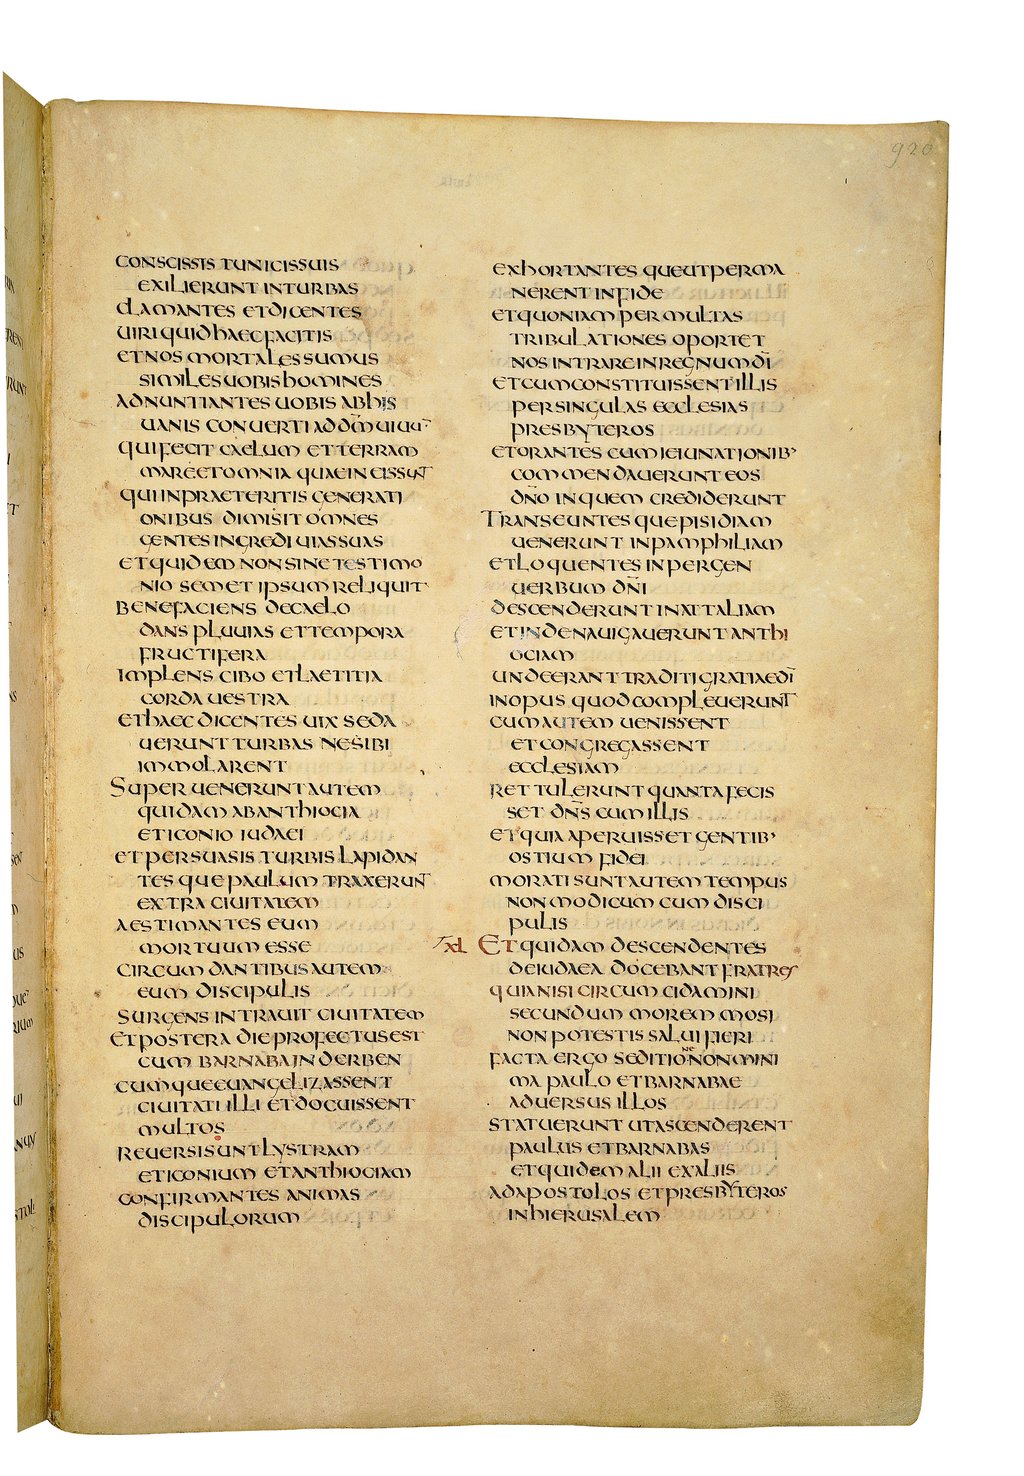 920
CONSCISSIS TUNICIS SUIS
EXILIERUNT IN TURBAS
CLAMANTES ET DICENTES
UIRI QUID HAEC FACITIS
ET NOS MORTALES SUMUS
SIMILES UOBIS HOMINES
ADNUNTIANTES UOBIS AB HIS
UANIS CONUERTI AD DM̄ UIUU̅
QUI FECIT CAELUM ET TERRAM
MARE ET OMNIA QUAE IN EIS SUNT
QUI IN PRAETERITIS GENERATI
ONIBUS DIMISIT OMNES
GENTES INGREDI UIAS SUAS
ET QUIDEM NON SINE TESTIMO
NIO SEMET IPSUM RELIQUIT
BENEFACIENS DE CAELO
DANS PLUUIAS ET TEMPORA
FRUCTIFERA
IMPLENS CIBO ET LAETITIA
CORDA UESTRA
ET HAEC DICENTES UIX SEDA
UERUNT TURBAS NE SIBI
IMMOLARENT
SUPERUENERUNT AUTEM
QUIDAM AB ANTHIOCIA
ET ICONIO IUDAEI
ET PERSUASIS TURBIS LAPIDAN
TESQUE PAULUM TRAXERUNT
EXTRA CIUITATEM
AESTIMANTES EUM
MORTUUM ESSE
CIRCUMDANTIBUS AUTEM
EUM DISCIPULIS
SURGENS INTRAUIT CIUITATEM
ET POSTERA DIE PROFECTUS EST
CUM BARNABA IN DERBEN
CUMQUE EUANGELIZASSENT
CIUITATI ILLI ET DOCUISSENT
MULTOS
REUERSI SUNT LYSTRAM
ET ICONIUM ET ANTHIOCIAM
CONFIRMANTES ANIMAS
DISCIPULORUM
EXHORTANTESQUE UT PERMA
NERENT IN FIDE
ET QUONIAM PER MULTAS
TRIBULATIONES OPORTET
NOS INTRARE IN REGNUM DĪ
ET CUM CONSTITUISSENT ILLIS
PER SINGULAS ECCLESIAS
PRESBYTEROS
ET ORANTES CUM IEIUNATIONIB'
COMMENDAUERUNT EOS
DN̄O IN QUEM CREDIDERUNT
TRANSEUNTESQUE PISIDIAM
UENERUNT IN PAMPHILIAM
ET LOQUENTES IN PERGEN
UERBUM DN̄I
DESCENDERUNT IN ATTALIAM
ET INDE NAUIGAUERUNT ANTHI
OCIAM
UNDE ERANT TRADITI GRATIAE DĪ
IN OPUS QUOD COMPLEUERUNT
CUM AUTEM UENISSENT
ET CONGREGASSENT
ECCLESIAM
RETTULERUNT QUANTA FECIS
SET DN̄S CUM ILLIS
ET QUIA APERUISSET GENTIB'
OSTIUM FIDEI
MORATI SUNT AUTEM TEMPUS
NON MODICUM CUM DISCI
PULIS
XL ET QUIDAM DESCENDENTES
DE IUDAEA DOCEBANT FRATRES
QUIA NISI CIRCUMCIDAMINI
SECUNDUM MOREM MOSI
NON POTESTIS SALUI FIERI
FACTA ERGO SEDITIONE NON MINI
MA PAULO ET BARNABAE
ADUERSUS ILLOS
STATUERUNT UT ASCENDERENT
PAULUS ET BARNABAS
ET QUIDEM ALII EX ALIIS
AD APOSTOLOS ET PRESBYTEROS
IN HIERUSALEM